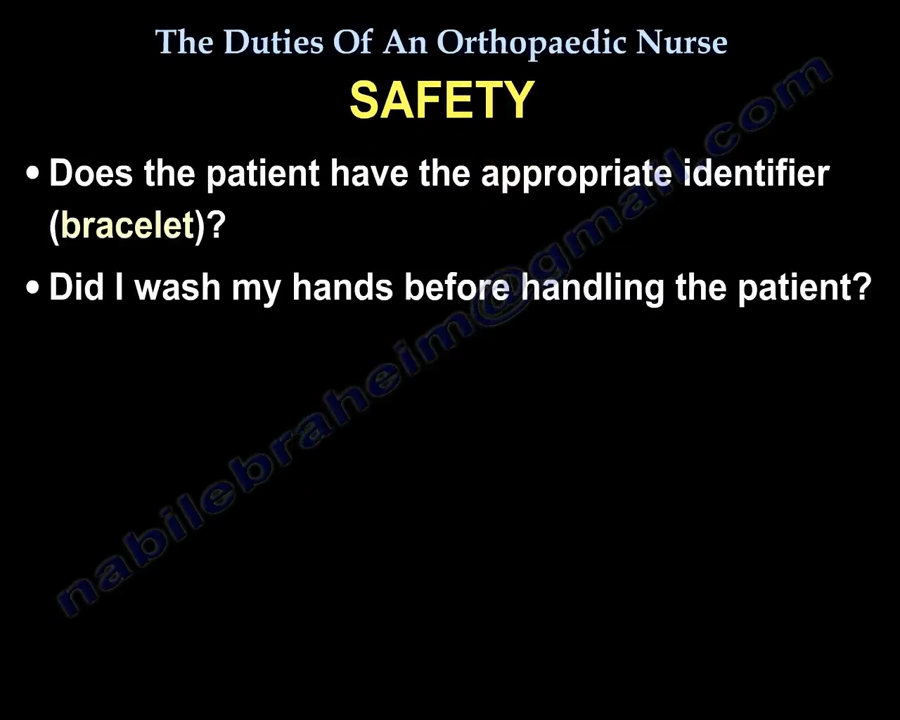 The Duties Of An Orthopaedic Nurse
SAFETY
• Does the patient have the appropriate identifier
(bracelet)?
• Did I wash my hands before handling the patient?
nabilebraheim@gmail.com